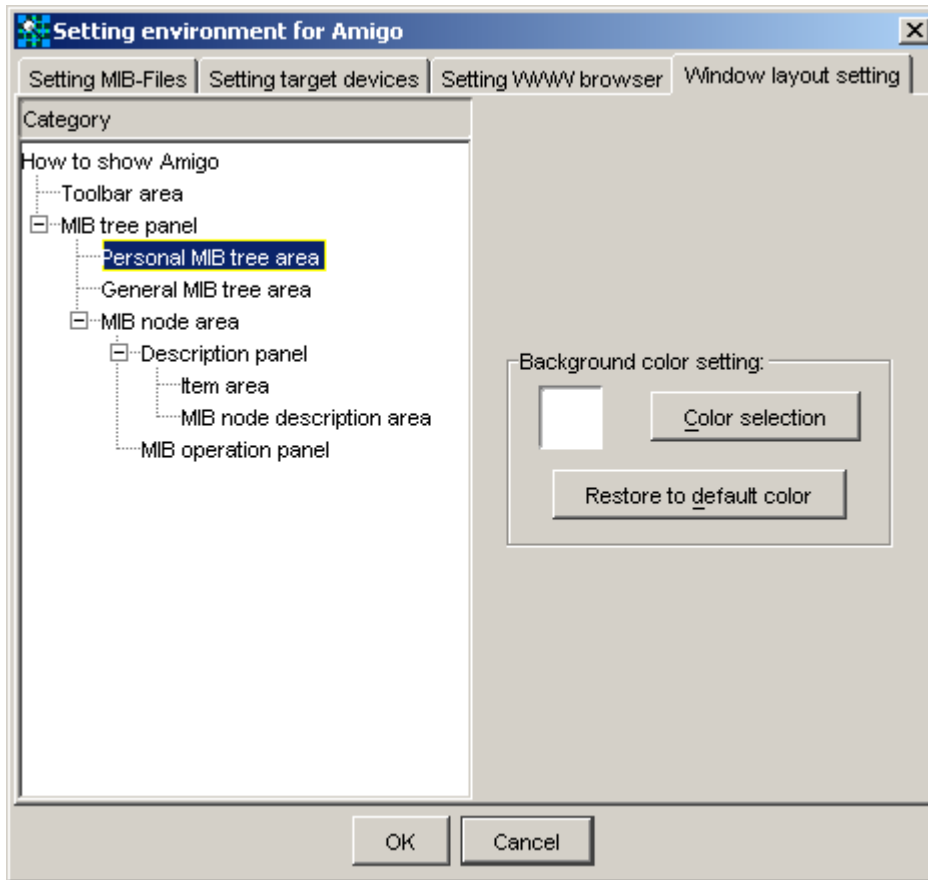 Setting environment for Amigo
Setting MIB-Files Setting target devices Setting WWW browser Window layout setting
Category
How to show Amigo
Toolbar area
MIB tree panel
Personal MIB tree area
General MIB tree area
MIB node area
Description panel
Item area
MIB node description area
MIB operation panel
Background color setting:
Color selection
Restore to default color
OK Cancel